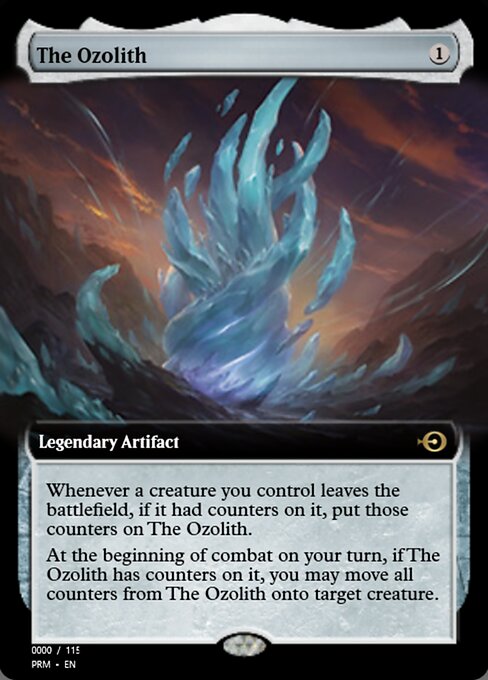 The Ozolith
1
Legendary Artifact
Whenever a creature you control leaves the
battlefield, if it had counters on it, put those
counters on The Ozolith.
At the beginning of combat on your turn, if The
Ozolith has counters on it, you may move all
counters from The Ozolith onto target creature.
0000 / 115
PRM • EN